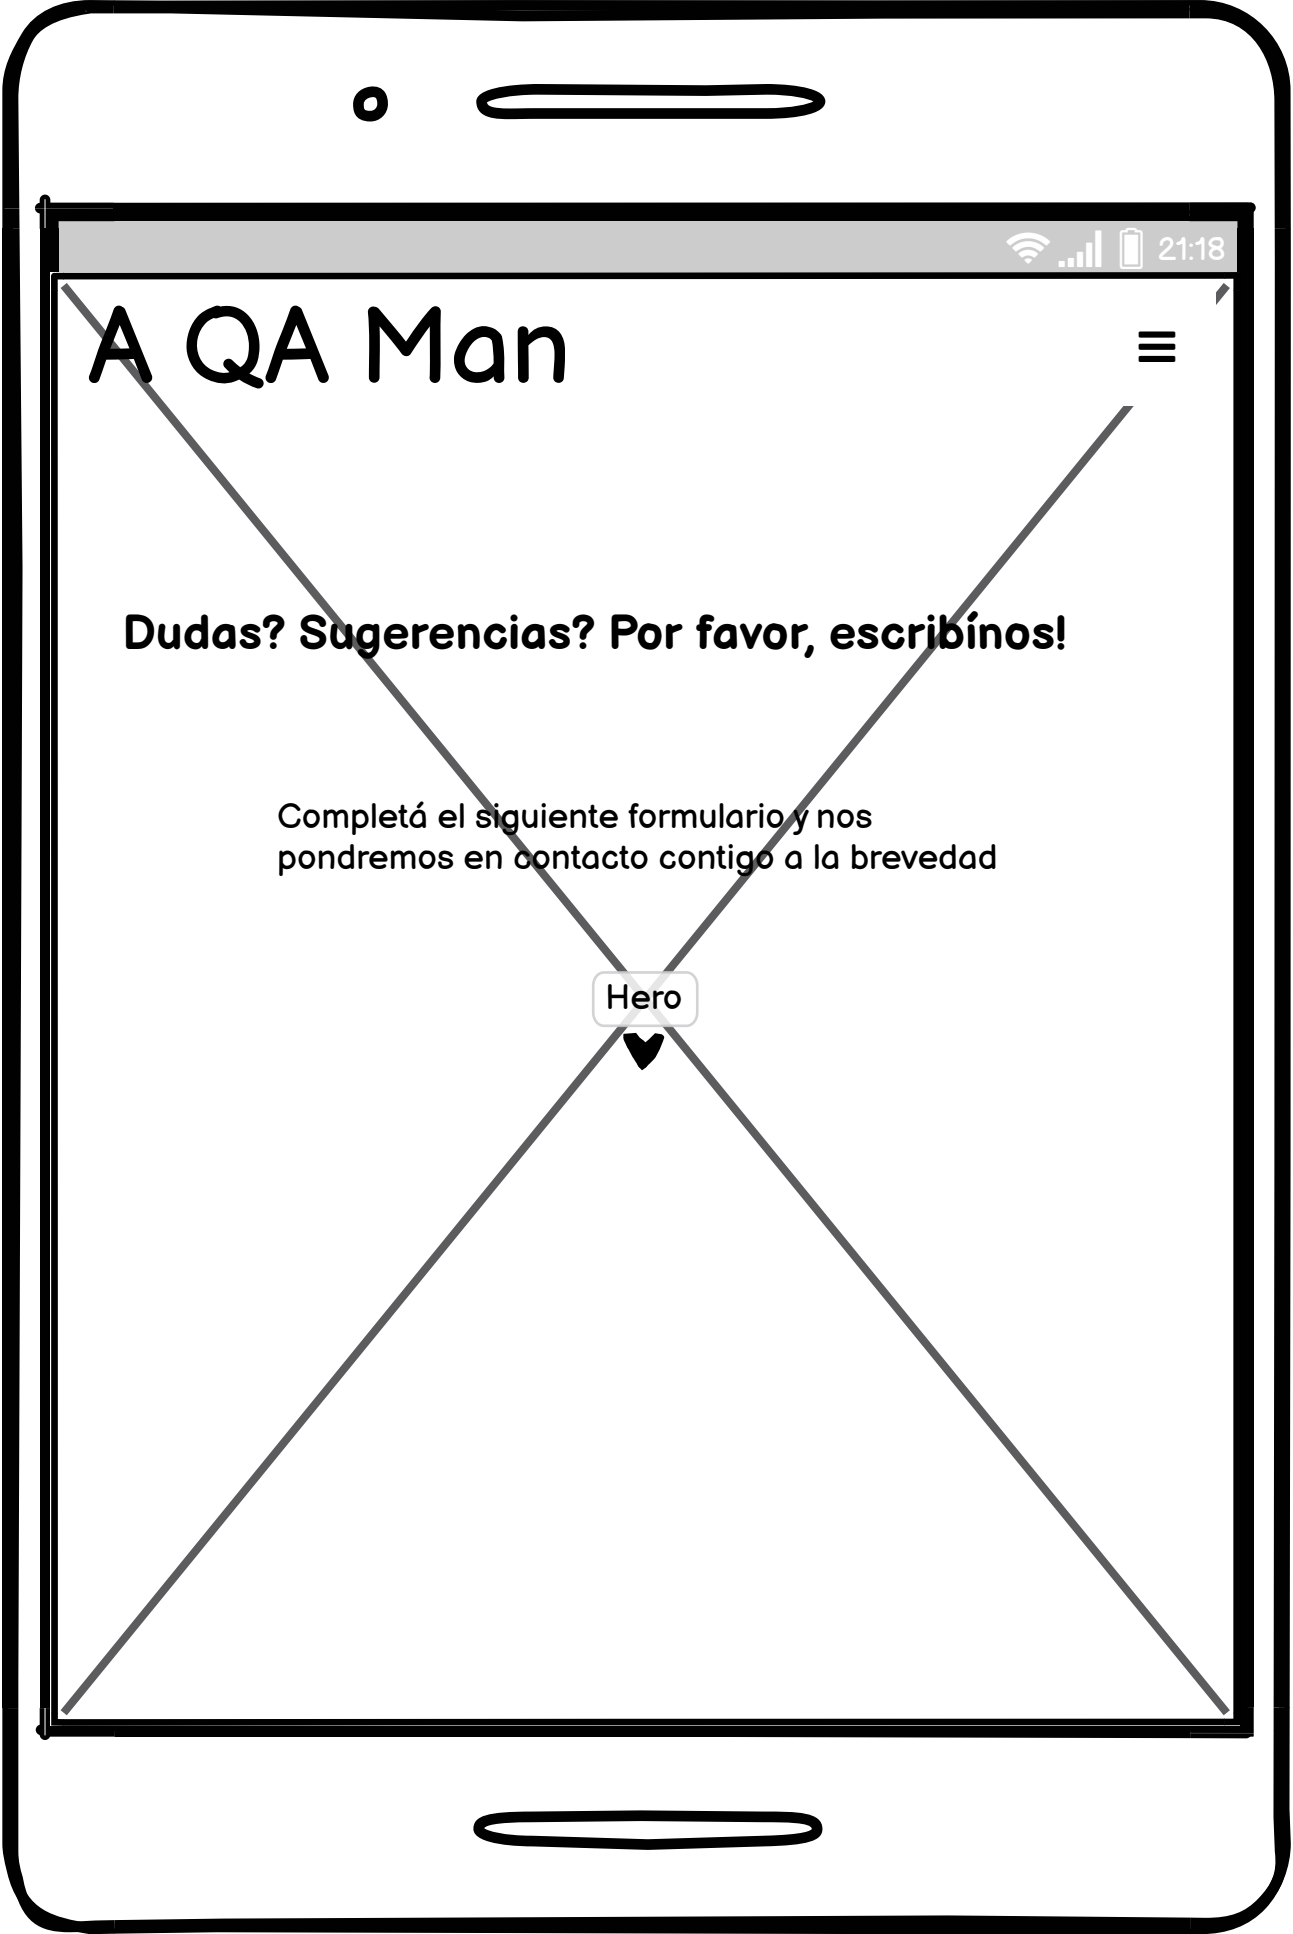 21:18
A QA Man
Dudas? Sugerencias? Por favor, escribínos!
Completá el siguiente formulario y nos
pondremos en contacto contigo a la brevedad
Hero